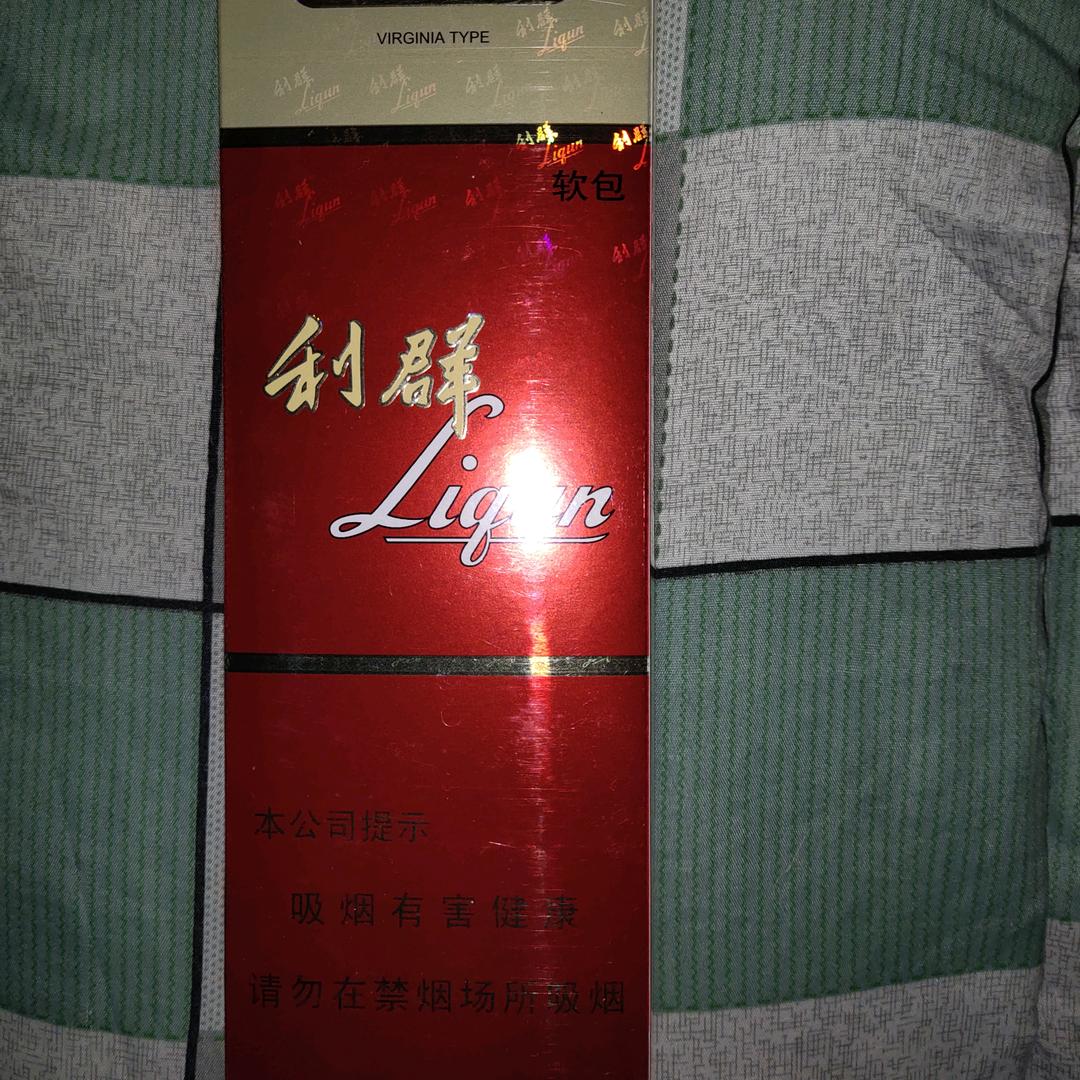 VIRGINIA TYPE
软包
利群
Liqun
本公司提示
吸烟有害健康
请勿在禁烟场所吸烟